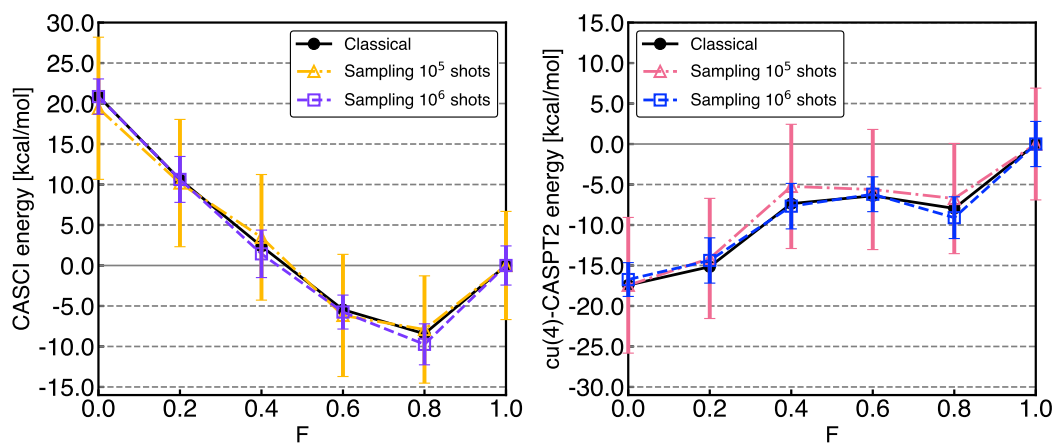 CASCI energy [kcal/mol]
30.0
25.0
20.0
15.0
10.0
5.0
0.0
-5.0
-10.0
-15.0
Classical
Sampling 10⁵ shots
Sampling 10⁶ shots
0.0 0.2 0.4 0.6 0.8 1.0
F
cu(4)-CASPT2 energy [kcal/mol]
15.0
10.0
5.0
0.0
-5.0
-10.0
-15.0
-20.0
-25.0
-30.0
Classical
Sampling 10⁵ shots
Sampling 10⁶ shots
0.0 0.2 0.4 0.6 0.8 1.0
F